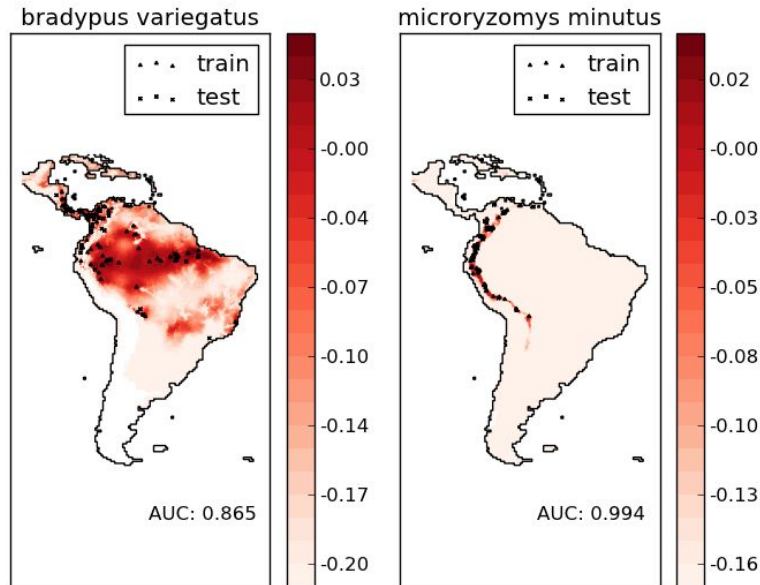 bradypus variegatus
train
test
0.03
-0.00
-0.04
-0.07
-0.10
-0.14
-0.17
-0.20
AUC: 0.865
microryzomys minutus
train
test
0.02
-0.00
-0.03
-0.05
-0.08
-0.10
-0.13
-0.16
AUC: 0.994